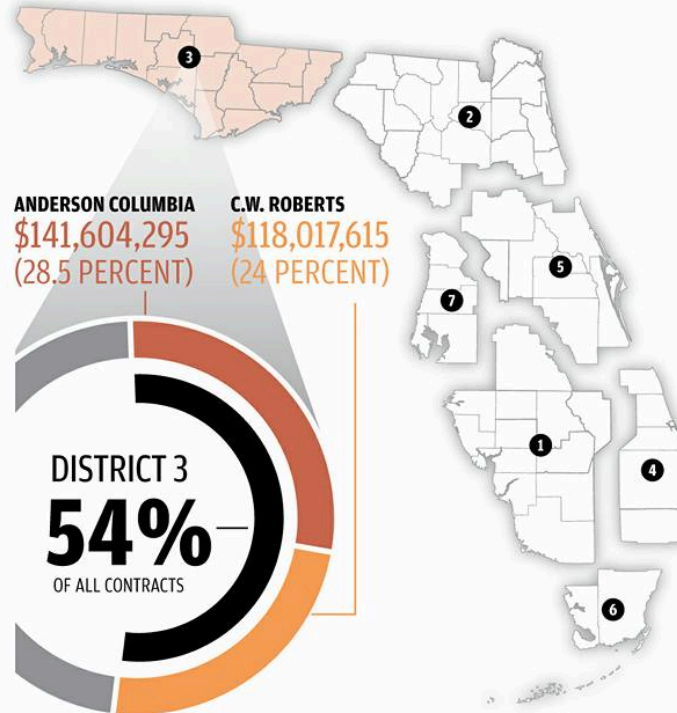 3
2
ANDERSON COLUMBIA
$141,604,295
(28.5 PERCENT)
C.W. ROBERTS
$118,017,615
(24 PERCENT)
5
7
1
4
DISTRICT 3
54%
OF ALL CONTRACTS
6